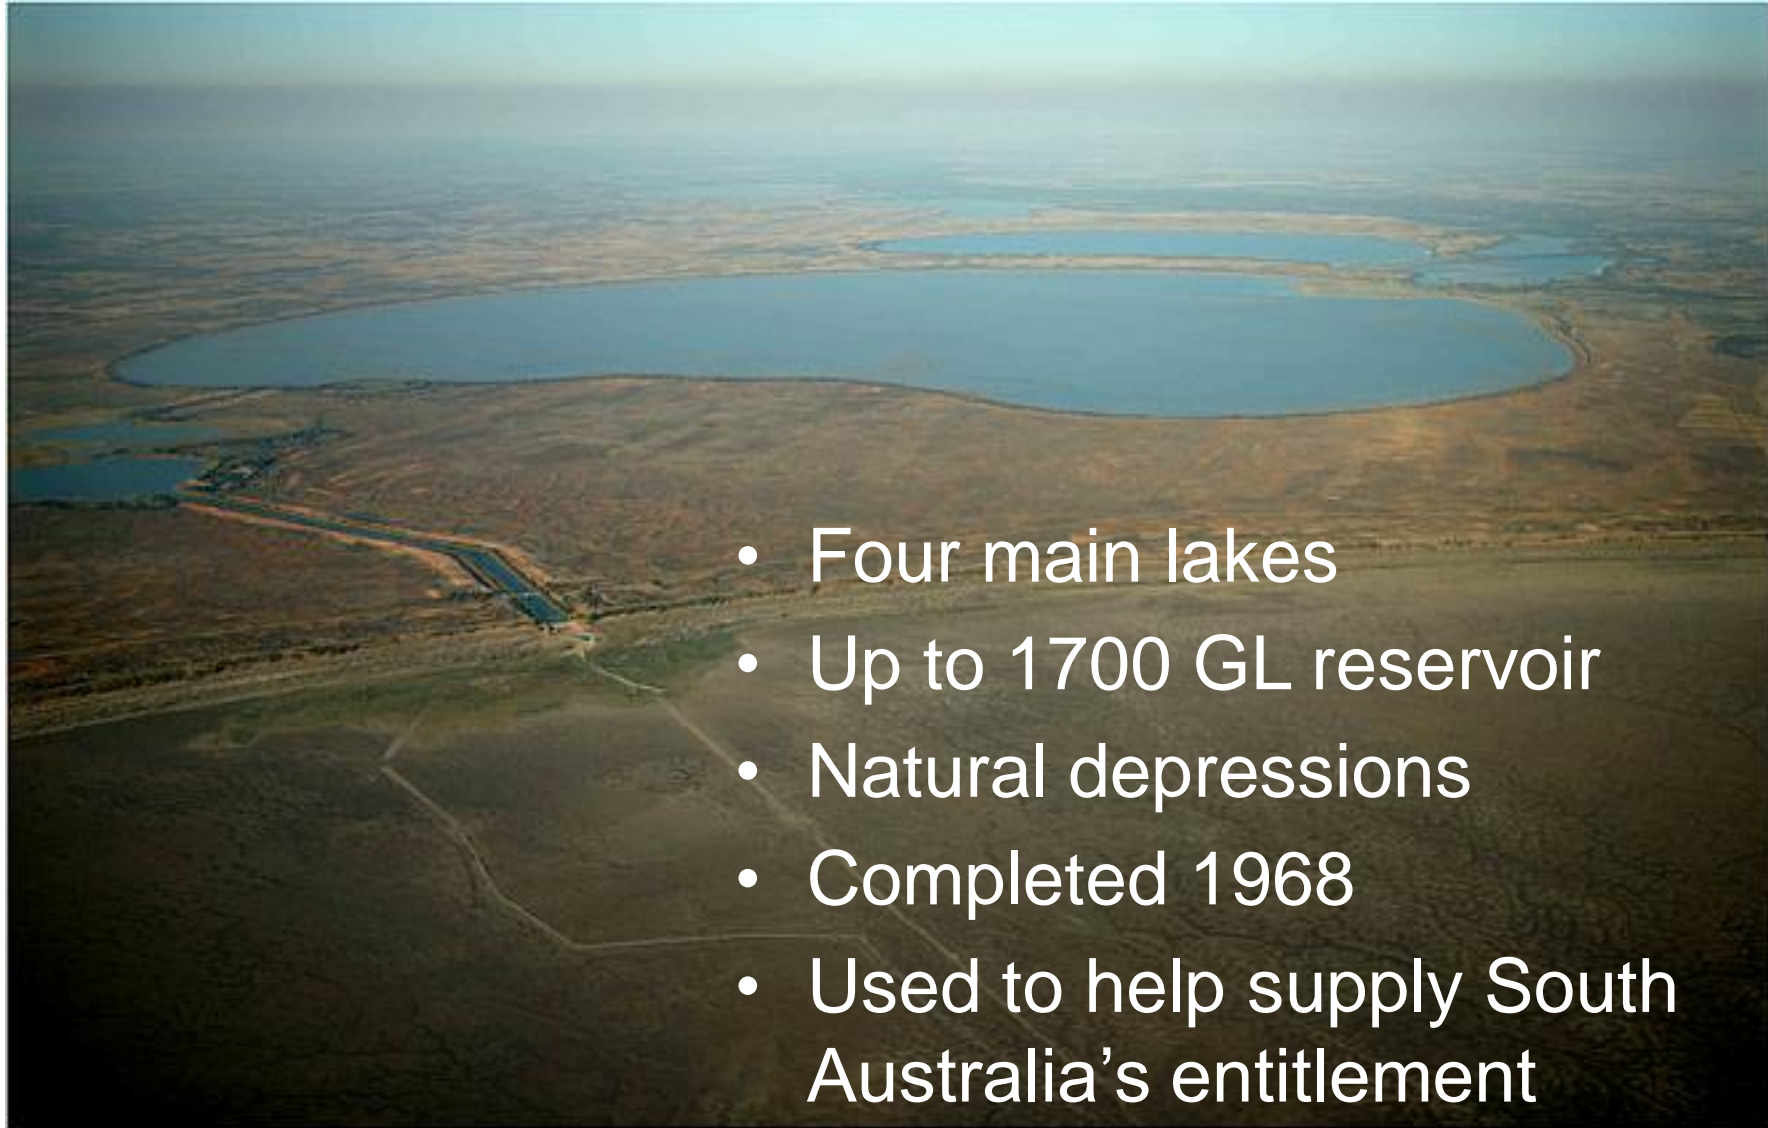 • Four main lakes
• Up to 1700 GL reservoir
• Natural depressions
• Completed 1968
• Used to help supply South
Australia’s entitlement